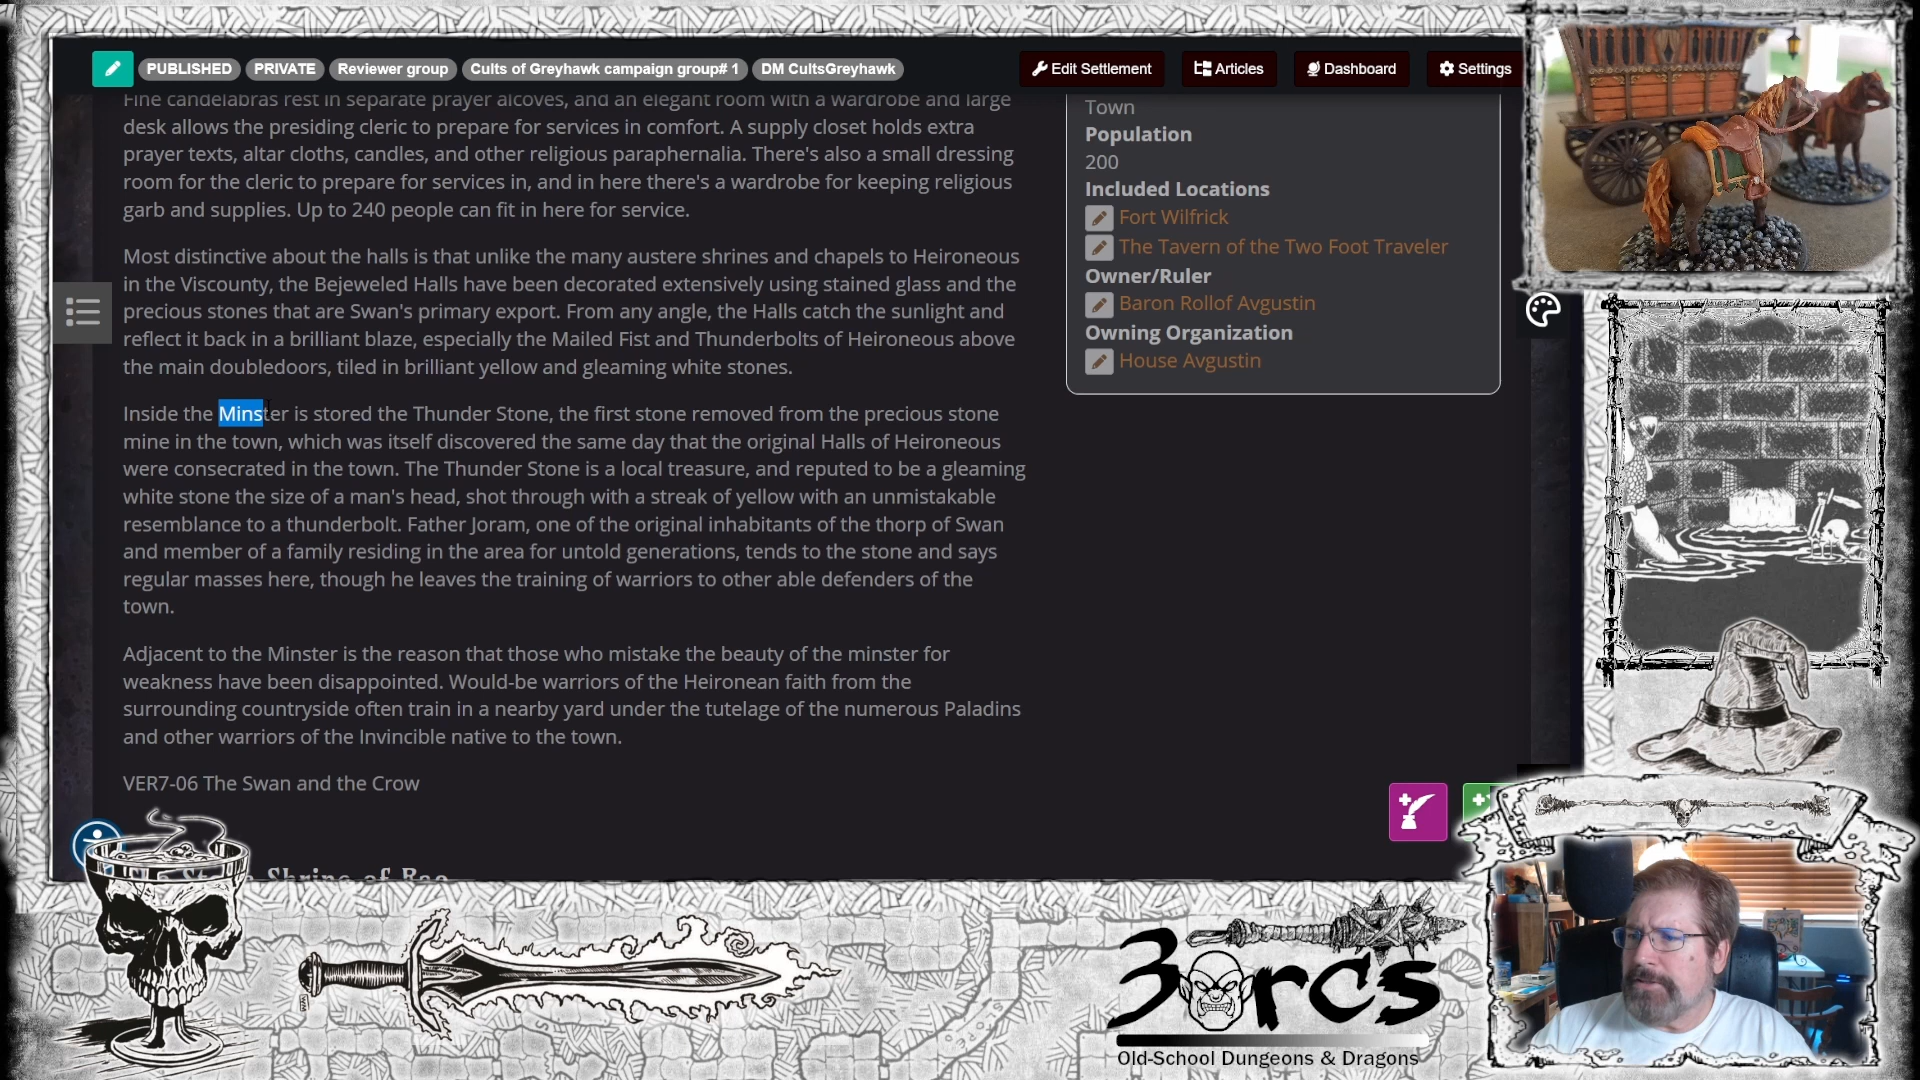 PUBLISHED PRIVATE Reviewer group Cults of Greyhawk campaign group# 1 DM CultsGreyhawk
Edit Settlement Articles Dashboard Settings
Fine candelabras rest in separate prayer alcoves, and an elegant room with a wardrobe and large
desk allows the presiding cleric to prepare for services in comfort. A supply closet holds extra
prayer texts, altar cloths, candles, and other religious paraphernalia. There's also a small dressing
room for the cleric to prepare for services in, and in here there's a wardrobe for keeping religious
garb and supplies. Up to 240 people can fit in here for service.
Most distinctive about the halls is that unlike the many austere shrines and chapels to Heironeous
in the Viscounty, the Bejeweled Halls have been decorated extensively using stained glass and the
precious stones that are Swan's primary export. From any angle, the Halls catch the sunlight and
reflect it back in a brilliant blaze, especially the Mailed Fist and Thunderbolts of Heironeous above
the main doubledoors, tiled in brilliant yellow and gleaming white stones.
Inside the Minster is stored the Thunder Stone, the first stone removed from the precious stone
mine in the town, which was itself discovered the same day that the original Halls of Heironeous
were consecrated in the town. The Thunder Stone is a local treasure, and reputed to be a gleaming
white stone the size of a man's head, shot through with a streak of yellow with an unmistakable
resemblance to a thunderbolt. Father Joram, one of the original inhabitants of the thorp of Swan
and member of a family residing in the area for untold generations, tends to the stone and says
regular masses here, though he leaves the training of warriors to other able defenders of the
town.
Adjacent to the Minster is the reason that those who mistake the beauty of the minster for
weakness have been disappointed. Would-be warriors of the Heironean faith from the
surrounding countryside often train in a nearby yard under the tutelage of the numerous Paladins
and other warriors of the Invincible native to the town.
VER7-06 The Swan and the Crow
Shrine of Rao
Town
Population
200
Included Locations
Fort Wilfrick
The Tavern of the Two Foot Traveler
Owner/Ruler
Baron Rollof Avgustin
Owning Organization
House Avgustin
3 Orcs
Old-School Dungeons & Dragons